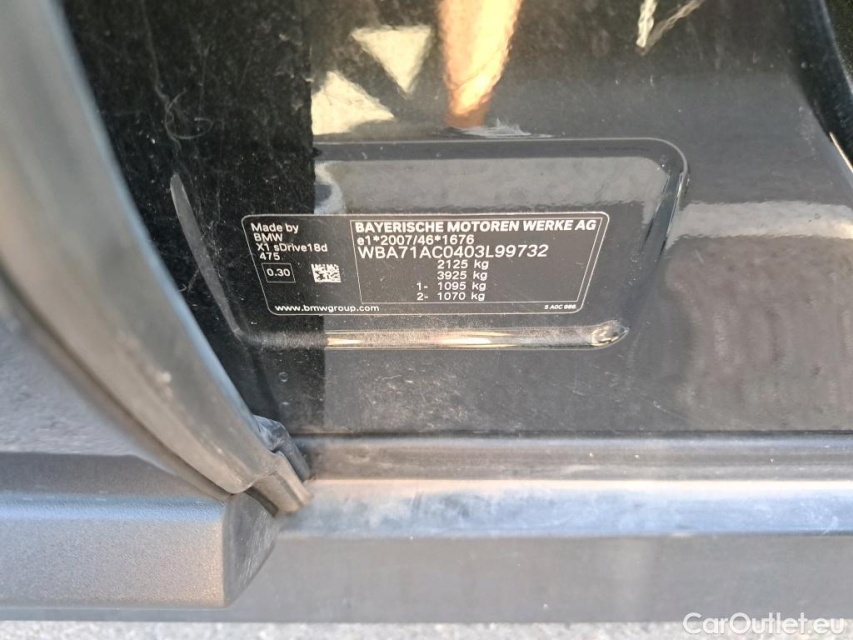 Made by
BMW
X1 sDrive18d
475
0.30
www.bmwgroup.com
BAYERISCHE MOTOREN WERKE AG
e1*2007/46*1676
WBA71AC0403L99732
2125 kg
3925 kg
1- 1095 kg
2- 1070 kg
CarOutlet.eu